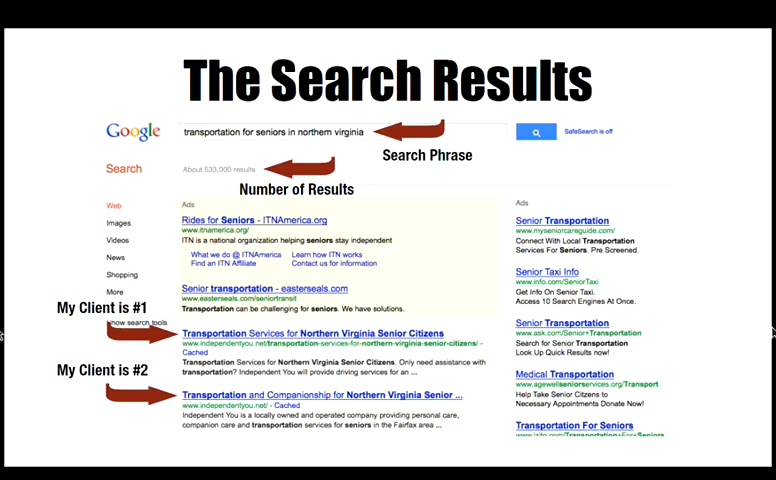 The Search Results
Google
transportation for seniors in northern virginia
SafeSearch is off
Search Phrase
Search
About 533,000 results
Number of Results
Web
Images
Videos
News
Shopping
More
Show search tools
My Client is #1
My Client is #2
Ads
Rides for Seniors - ITNAmerica.org
www.itnamerica.org/
ITN is a national organization helping seniors stay independent
What we do @ ITNAmerica
Learn how ITN works
Find an ITN Affiliate
Contact us for information
Senior transportation - easterseals.com
www.easterseals.com/seniortransit
Transportation can be challenging for seniors. We have solutions.
Transportation Services for Northern Virginia Senior Citizens
www.independentyou.net/transportation-services-for-northern-virginia-senior-citizens/ -
Cached
Transportation Services for Northern Virginia Senior Citizens. Only need assistance with
transportation? Independent You will provide driving services for an ...
Transportation and Companionship for Northern Virginia Senior ...
www.independentyou.net/ - Cached
Independent You is a locally owned and operated company providing personal care,
companion care and transportation services for seniors in the Fairfax area ...
Ads
Senior Transportation
www.myseniorcareguide.com/
Connect With Local Transportation
Services For Seniors. Pre Screened.
Senior Taxi Info
www.info.com/SeniorTaxi
Get Info On Senior Taxi.
Access 10 Search Engines At Once.
Senior Transportation
www.ask.com/Senior+Transportation
Search for Senior Transportation
Look Up Quick Results now!
Medical Transportation
www.agewellseniorservices.org/Transport
Help Take Senior Citzens to
Necessary Appointments Donate Now!
Transportation For Seniors
www.izito.com/Transportation+For+Seniors